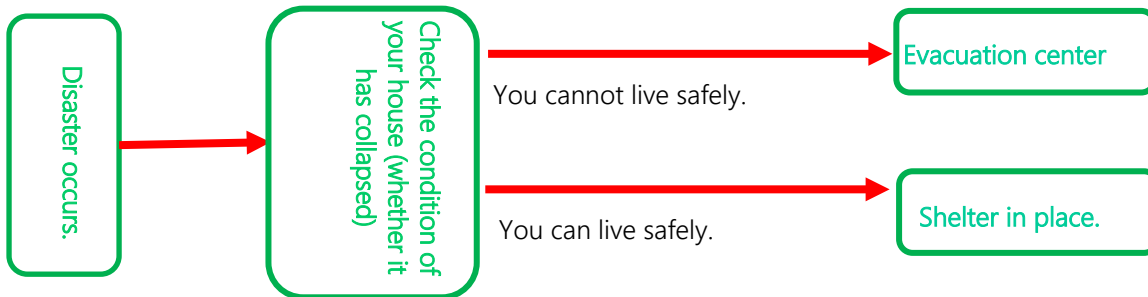 Disaster occurs.
Check the condition of
your house (whether it
has collapsed)
You cannot live safely.
Evacuation center
You can live safely.
Shelter in place.